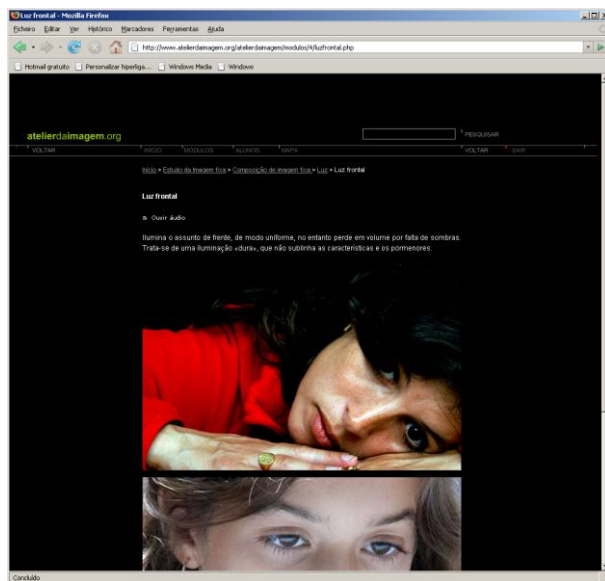 Luz frontal - Mozilla Firefox
Ficheiro Editar Ver Histórico Marcadores Ferramentas Ajuda
http://www.atelierdaimagem.org/atelierdaimagem/modulos/4/luzfrontal.php
Hotmail gratuito Personalizar hiperliga... Windows Media Windows
atelierdaimagem.org
PESQUISAR
VOLTAR INÍCIO MÓDULOS ALUNOS MAPA VOLTAR SAIR
Início > Estudo da Imagem fixa > Composição de imagem fixa > Luz > Luz frontal
Luz frontal
Ouvir áudio
Ilumina o assunto de frente, de modo uniforme, no entanto perde em volume por falta de sombras.
Trata-se de uma iluminação «dura», que não sublinha as características e os pormenores.
Concluído